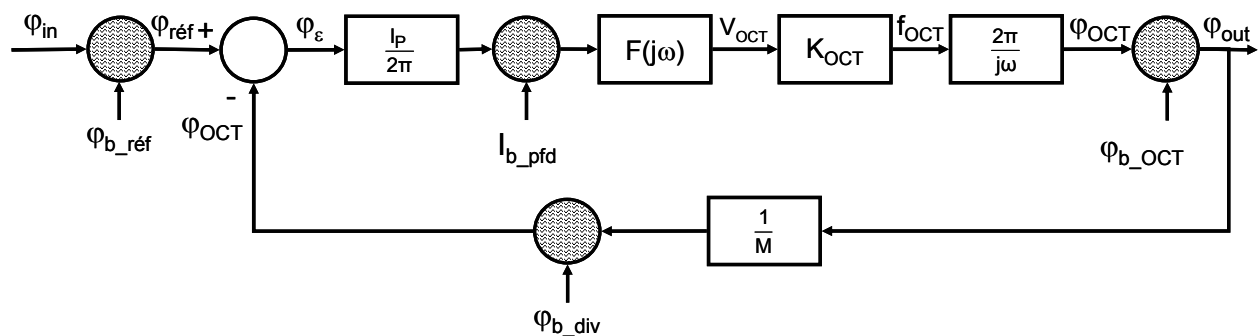 φin
φréf +
φε
IP
2π
F(jω)
VOCT
KOCT
fOCT
2π
jω
φOCT
φout
-
φb_réf
φOCT
Ib_pfd
φb_OCT
1
M
φb_div